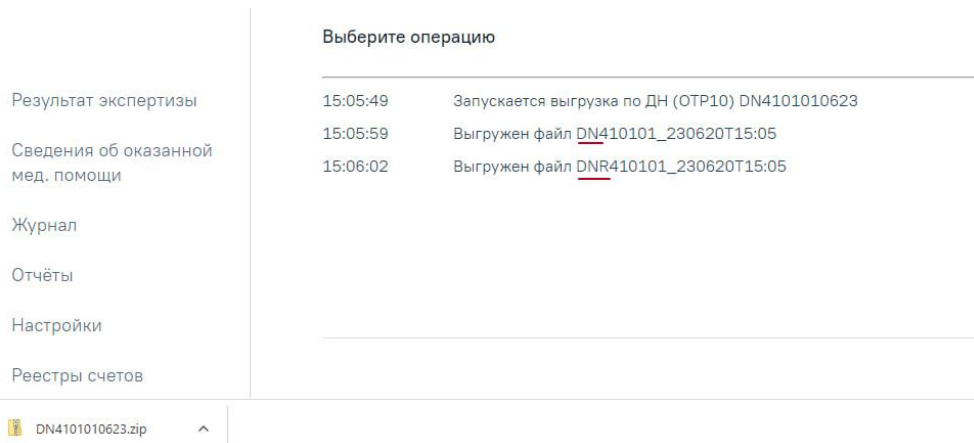 Выберите операцию
Результат экспертизы
Сведения об оказанной
мед. помощи
Журнал
Отчёты
Настройки
Реестры счетов
15:05:49 Запускается выгрузка по ДН (ОТР10) DN4101010623
15:05:59 Выгружен файл DN410101_230620T15:05
15:06:02 Выгружен файл DNR410101_230620T15:05
DN4101010623.zip